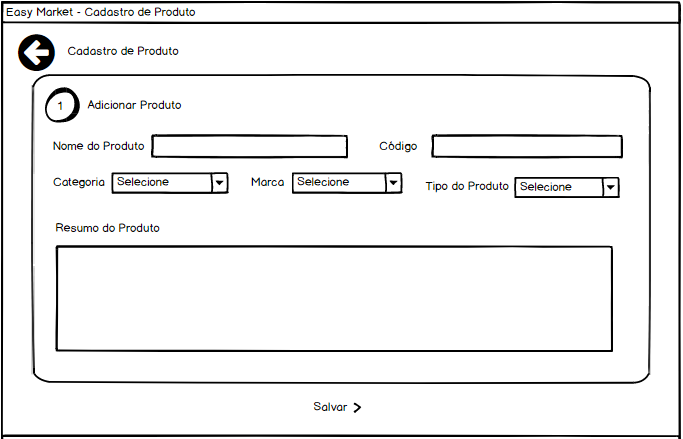 Easy Market - Cadastro de Produto
Cadastro de Produto
1 Adicionar Produto
Nome do Produto Código
Categoria Selecione Marca Selecione Tipo do Produto Selecione
Resumo do Produto
Salvar